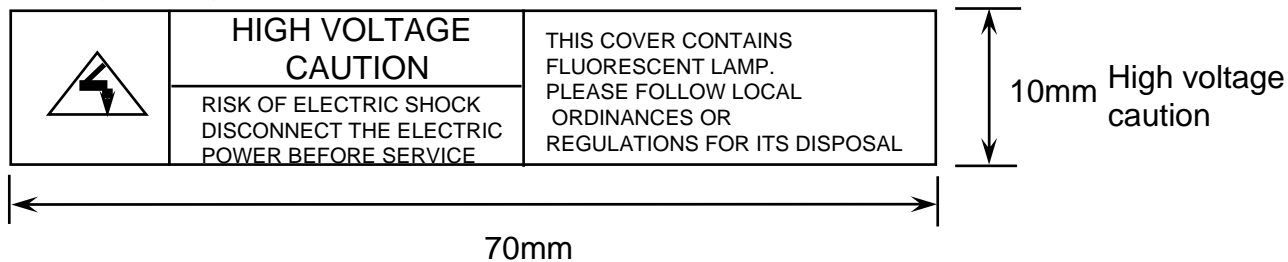 HIGH VOLTAGE
CAUTION
RISK OF ELECTRIC SHOCK
DISCONNECT THE ELECTRIC
POWER BEFORE SERVICE
THIS COVER CONTAINS
FLUORESCENT LAMP.
PLEASE FOLLOW LOCAL
ORDINANCES OR
REGULATIONS FOR ITS DISPOSAL
10mm
High voltage
caution
70mm